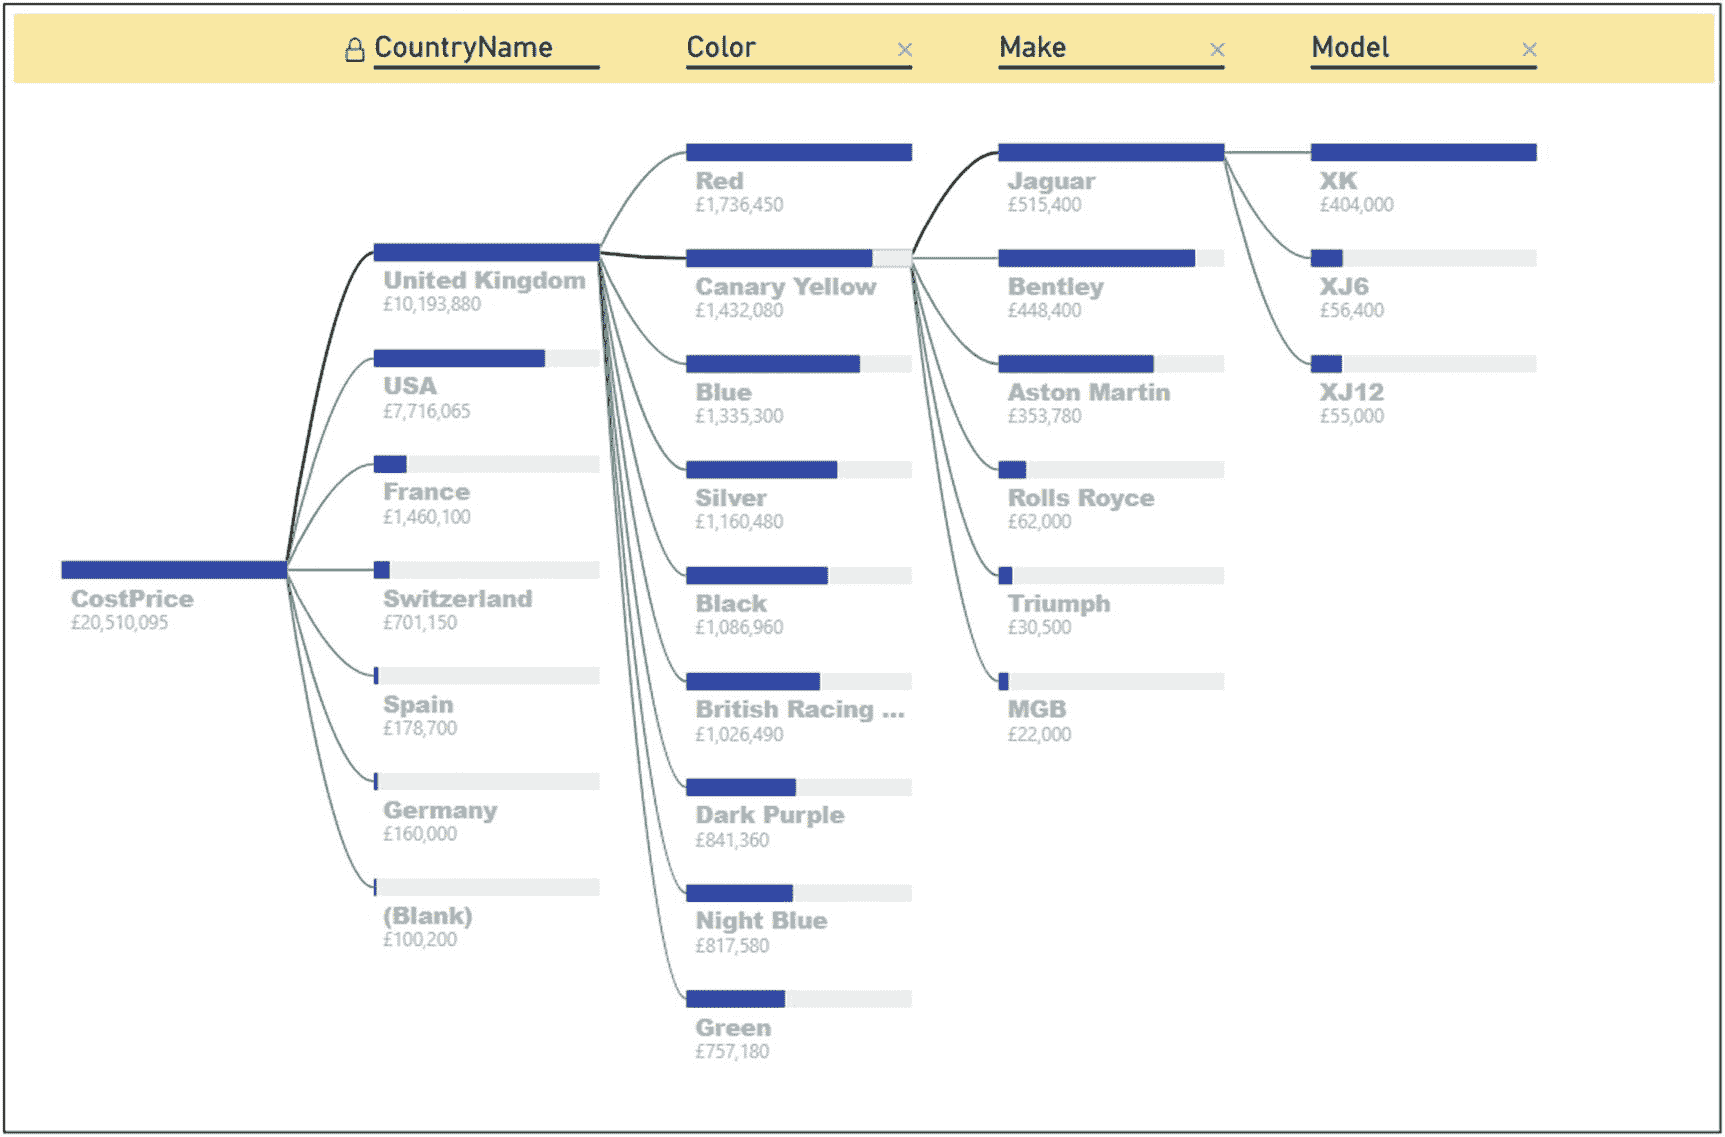 CountryName
Color
Make
Model
CostPrice
£20,510,095
United Kingdom
£10,193,880
USA
£7,716,065
France
£1,460,100
Switzerland
£701,150
Spain
£178,700
Germany
£160,000
(Blank)
£100,200
Red
£1,736,450
Canary Yellow
£1,432,080
Blue
£1,335,300
Silver
£1,160,480
Black
£1,086,960
British Racing ...
£1,026,490
Dark Purple
£841,360
Night Blue
£817,580
Green
£757,180
Jaguar
£515,400
Bentley
£448,400
Aston Martin
£353,780
Rolls Royce
£62,000
Triumph
£30,500
MGB
£22,000
XK
£404,000
XJ6
£56,400
XJ12
£55,000